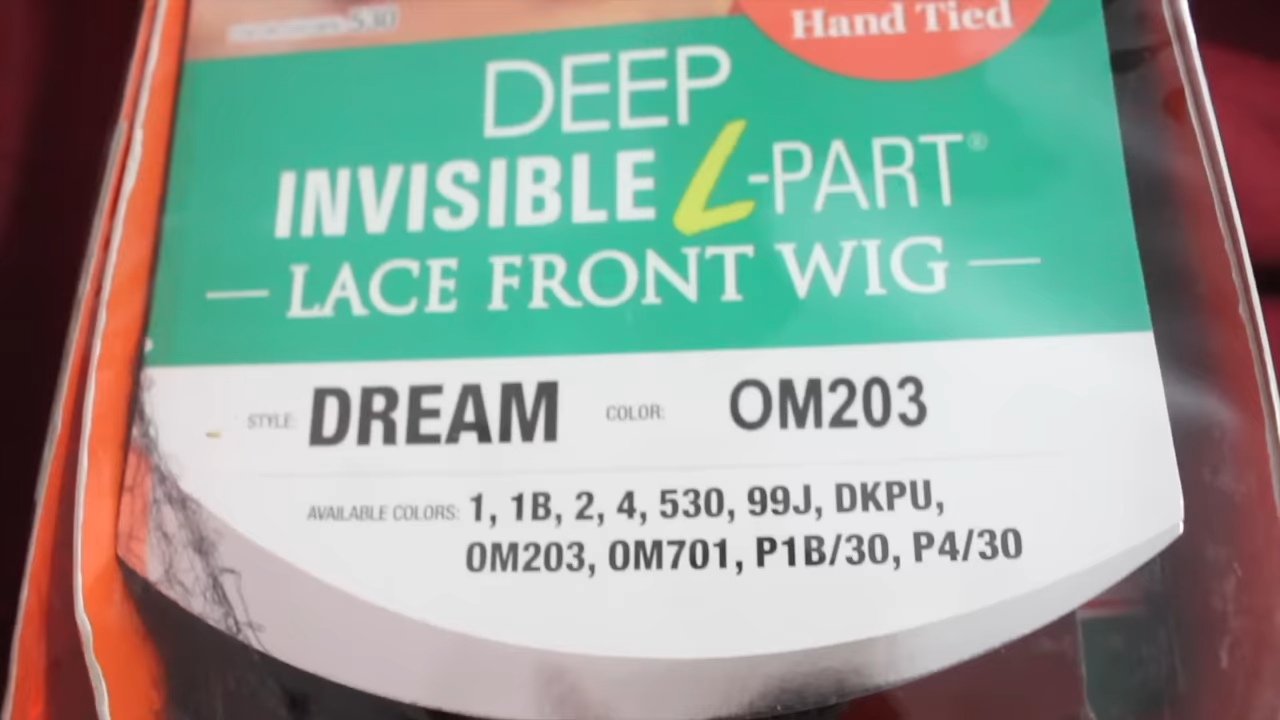 530
Hand Tied
DEEP
INVISIBLE L-PART®
— LACE FRONT WIG —
STYLE: DREAM COLOR: OM203
AVAILABLE COLORS: 1, 1B, 2, 4, 530, 99J, DKPU,
OM203, OM701, P1B/30, P4/30